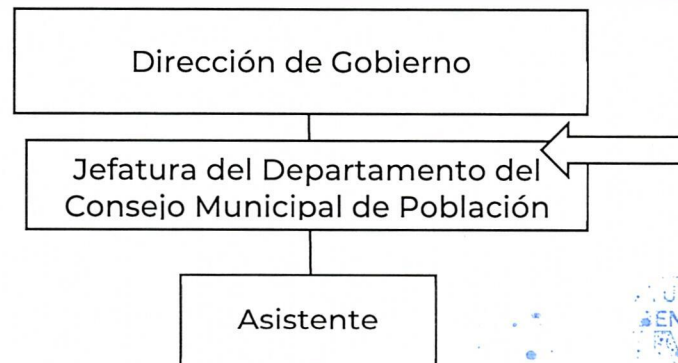 Dirección de Gobierno
Jefatura del Departamento del
Consejo Municipal de Población
Asistente